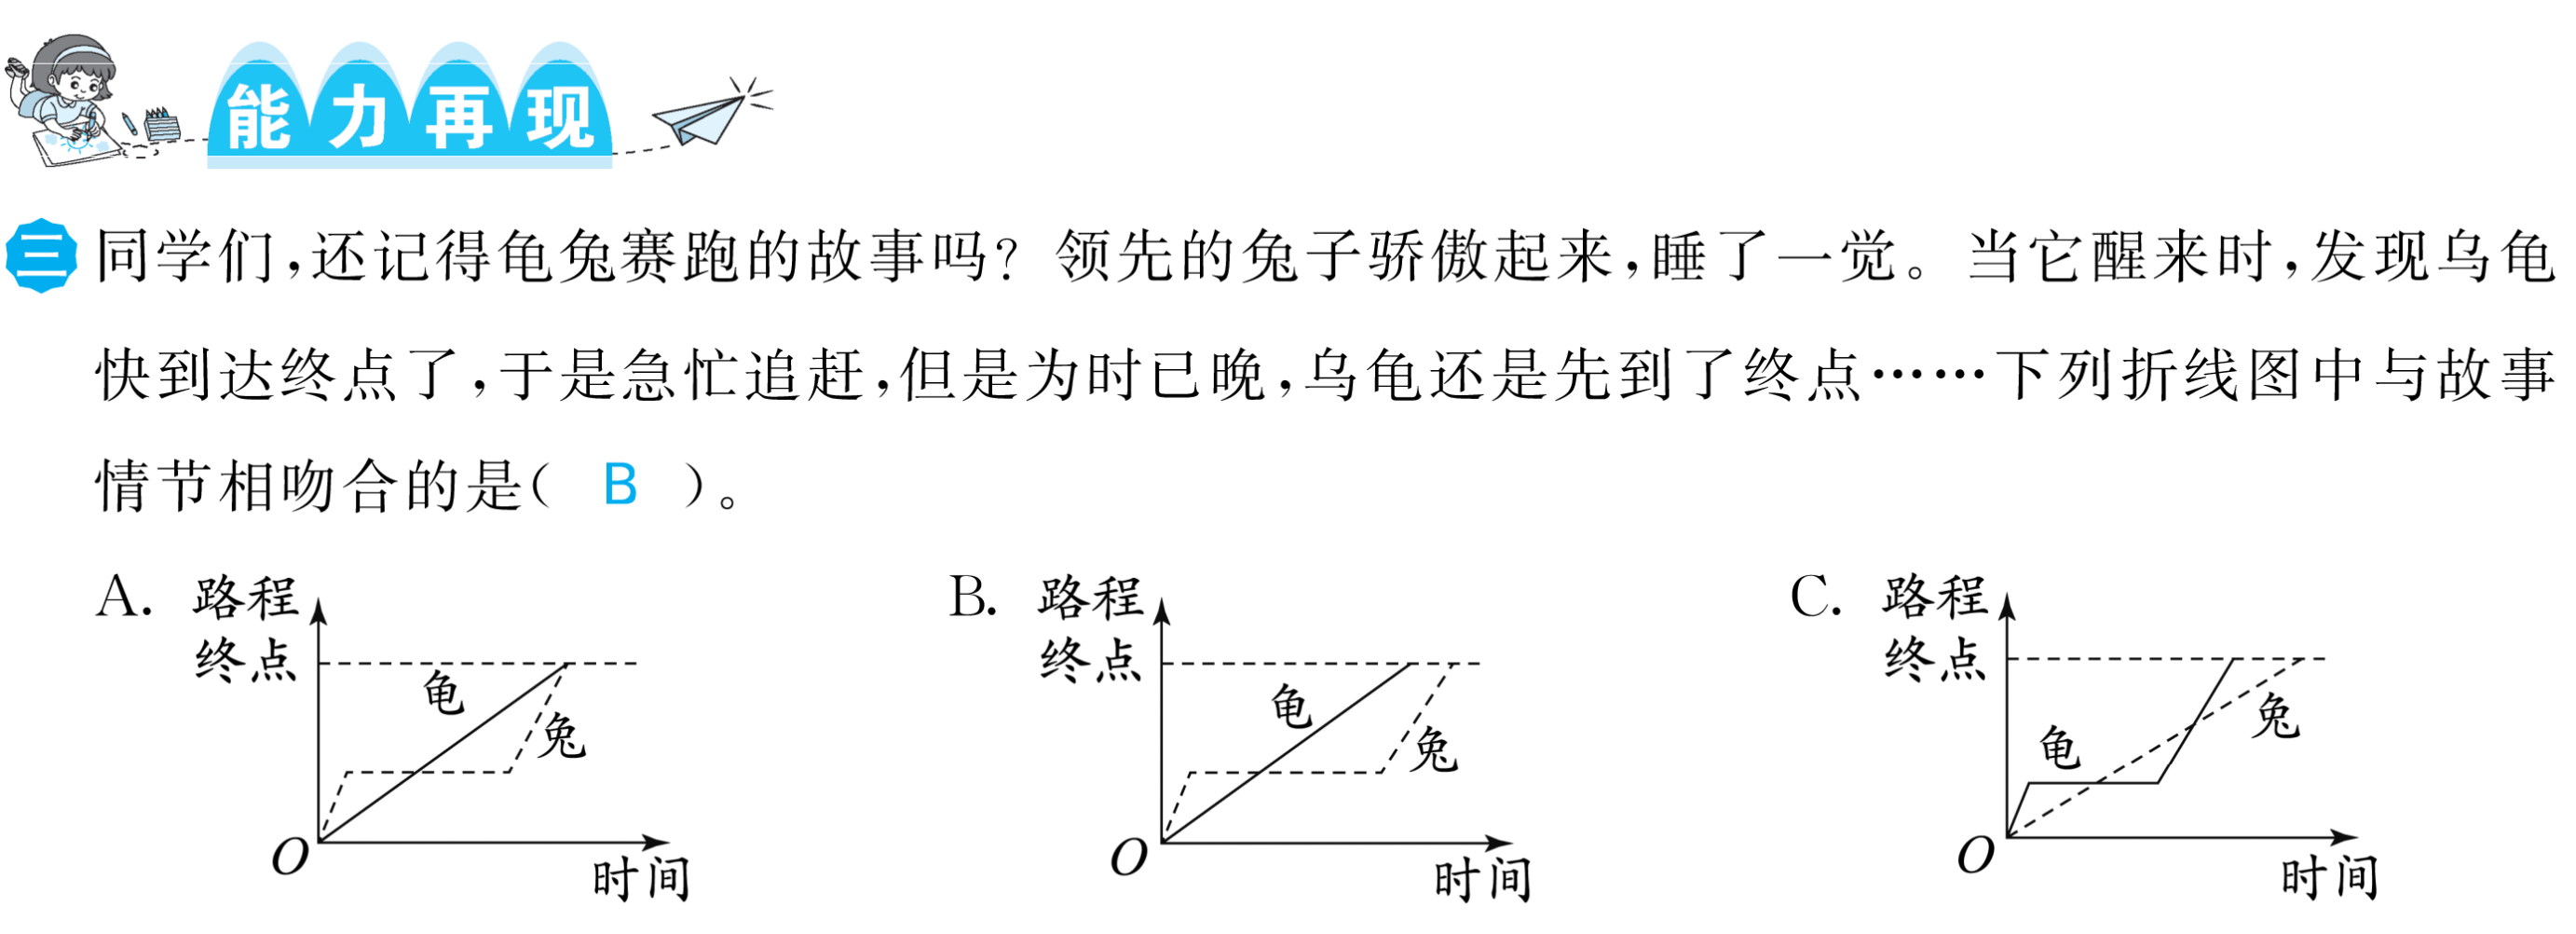 能力再现
三 同学们,还记得龟兔赛跑的故事吗? 领先的兔子骄傲起来,睡了一觉。当它醒来时,发现乌龟
快到达终点了,于是急忙追赶,但是为时已晚,乌龟还是先到了终点……下列折线图中与故事
情节相吻合的是( B )。
A. 路程
终点
龟
兔
O
时间
B. 路程
终点
龟
兔
O
时间
C. 路程
终点
龟
兔
O
时间